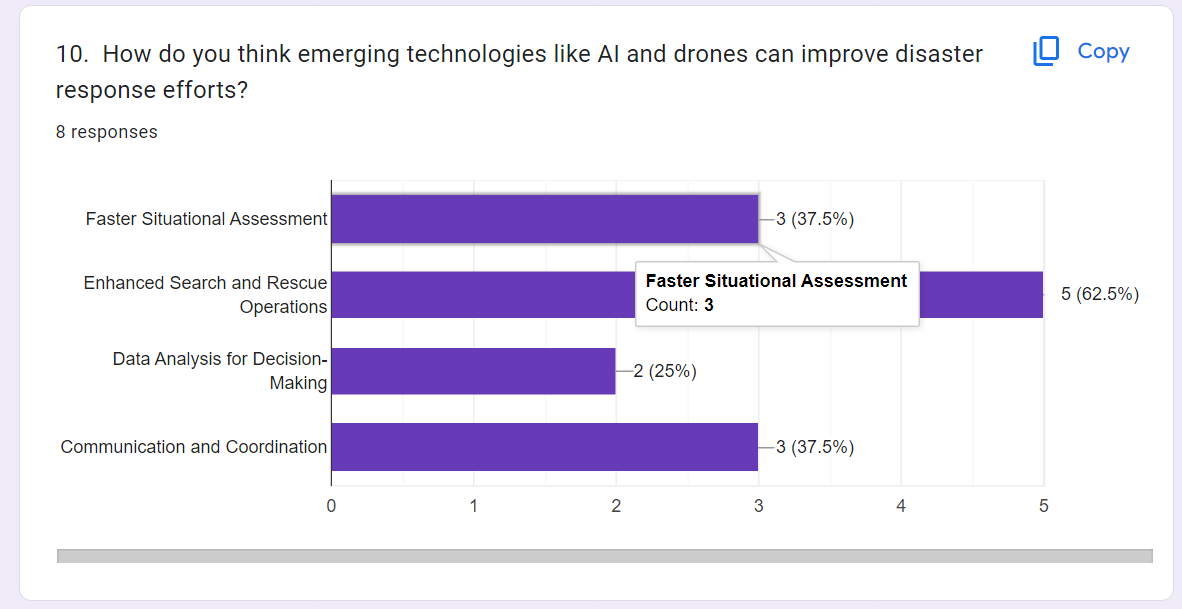 10.  How do you think emerging technologies like AI and drones can improve disaster
response efforts?
Copy
8 responses
Faster Situational Assessment
3 (37.5%)
Enhanced Search and Rescue
Operations
5 (62.5%)
Faster Situational Assessment
Count: 3
Data Analysis for Decision-
Making
2 (25%)
Communication and Coordination
3 (37.5%)
0 1 2 3 4 5